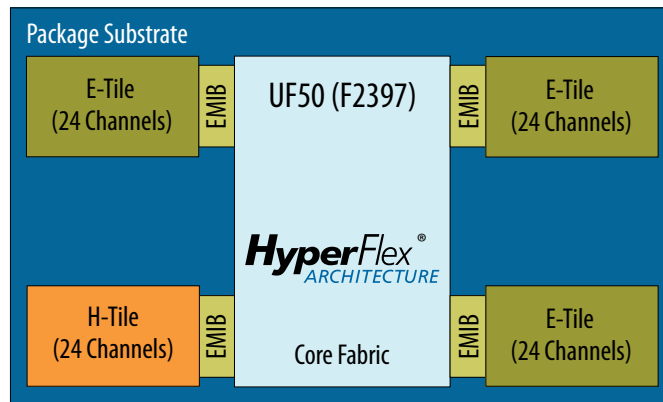 Package Substrate
E-Tile
(24 Channels)
EMIB
UF50 (F2397)
EMIB
E-Tile
(24 Channels)
HyperFlex®
ARCHITECTURE
H-Tile
(24 Channels)
EMIB
Core Fabric
EMIB
E-Tile
(24 Channels)